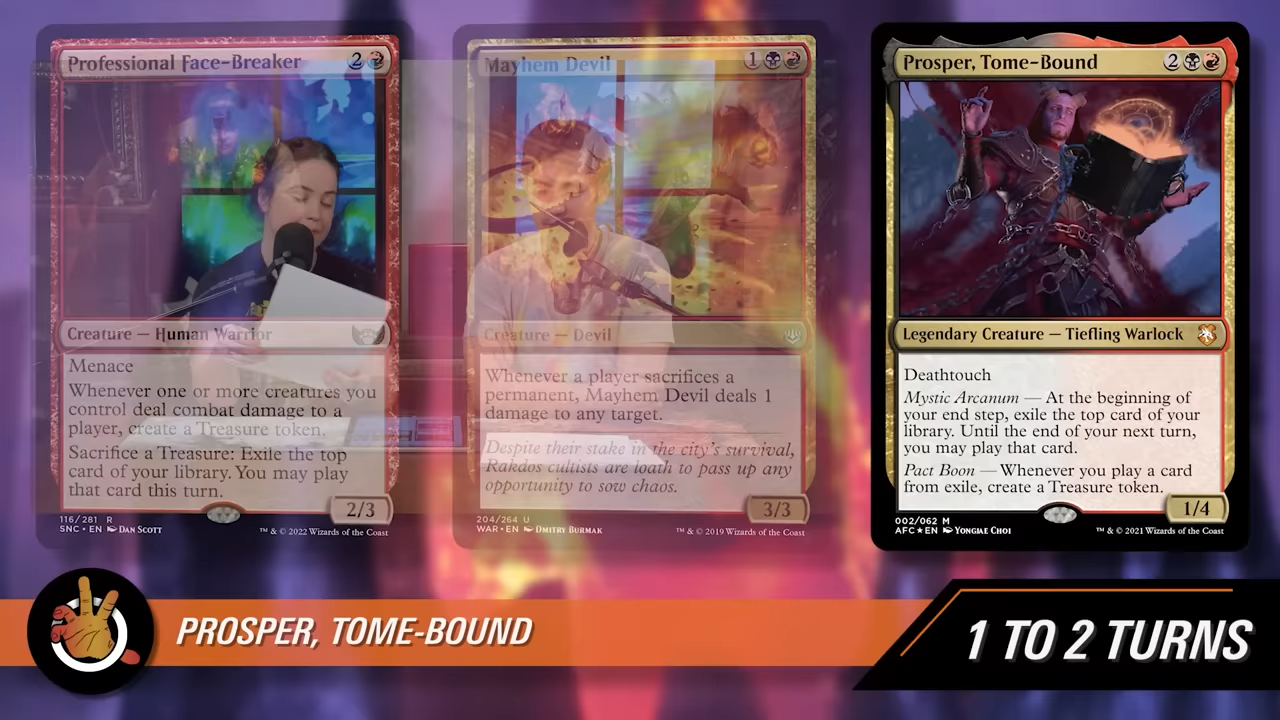 Professional Face-Breaker 2
Creature — Human Warrior
Menace
Whenever one or more creatures you
control deal combat damage to a
player, create a Treasure token.
Sacrifice a Treasure: Exile the top
card of your library. You may play
that card this turn.
2/3
116/281 R
SNC • EN DAN SCOTT
™ & © 2022 Wizards of the Coast
Mayhem Devil 1
Creature — Devil
Whenever a player sacrifices a
permanent, Mayhem Devil deals 1
damage to any target.
Despite their stake in the city's survival,
Rakdos cultists are loath to pass up any
opportunity to sow chaos.
3/3
204/264 U
WAR • EN DMITRY BURMAK
™ & © 2019 Wizards of the Coast
Prosper, Tome-Bound 2
Legendary Creature — Tiefling Warlock
Deathtouch
Mystic Arcanum — At the beginning of
your end step, exile the top card of your
library. Until the end of your next turn,
you may play that card.
Pact Boon — Whenever you play a card
from exile, create a Treasure token.
1/4
002/062 M
AFC ★ EN YONGJAE CHOI
™ & © 2021 Wizards of the Coast
PROSPER, TOME-BOUND
1 TO 2 TURNS